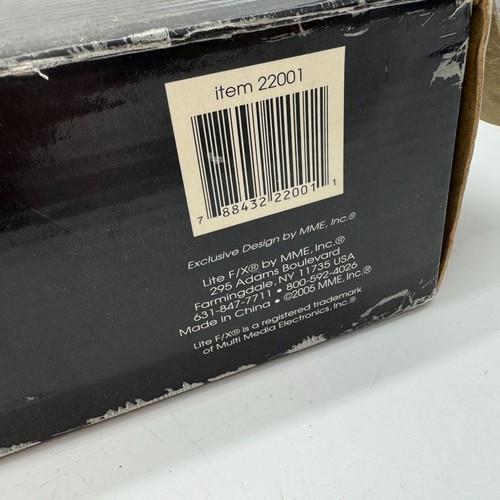 item 22001
7 88432 22001 1
Exclusive Design by MME, Inc.®
Lite F/X® by MME, Inc.®
295 Adams Boulevard
Farmingdale, NY 11735 USA
631-847-7711 • 800-592-4026
Made in China • ©2005 MME, Inc.
Lite F/X® is a registered trademark
of Multi Media Electronics, Inc.®